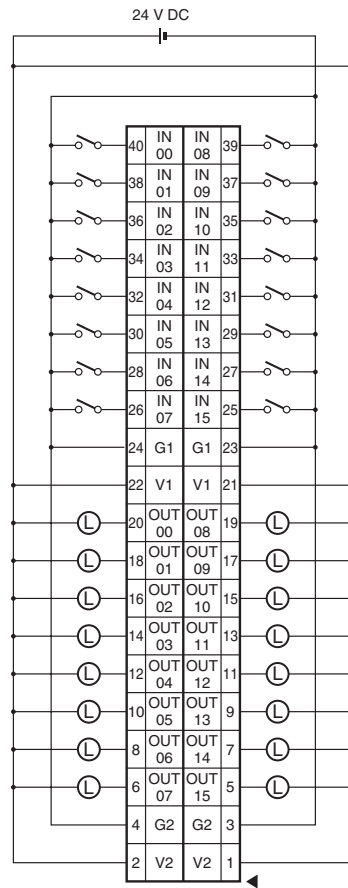 24 V DC
40 IN 00 IN 08 39
38 IN 01 IN 09 37
36 IN 02 IN 10 35
34 IN 03 IN 11 33
32 IN 04 IN 12 31
30 IN 05 IN 13 29
28 IN 06 IN 14 27
26 IN 07 IN 15 25
24 G1 G1 23
22 V1 V1 21
L 20 OUT 00 OUT 08 19 L
L 18 OUT 01 OUT 09 17 L
L 16 OUT 02 OUT 10 15 L
L 14 OUT 03 OUT 11 13 L
L 12 OUT 04 OUT 12 11 L
L 10 OUT 05 OUT 13 9 L
L 8 OUT 06 OUT 14 7 L
L 6 OUT 07 OUT 15 5 L
4 G2 G2 3
2 V2 V2 1